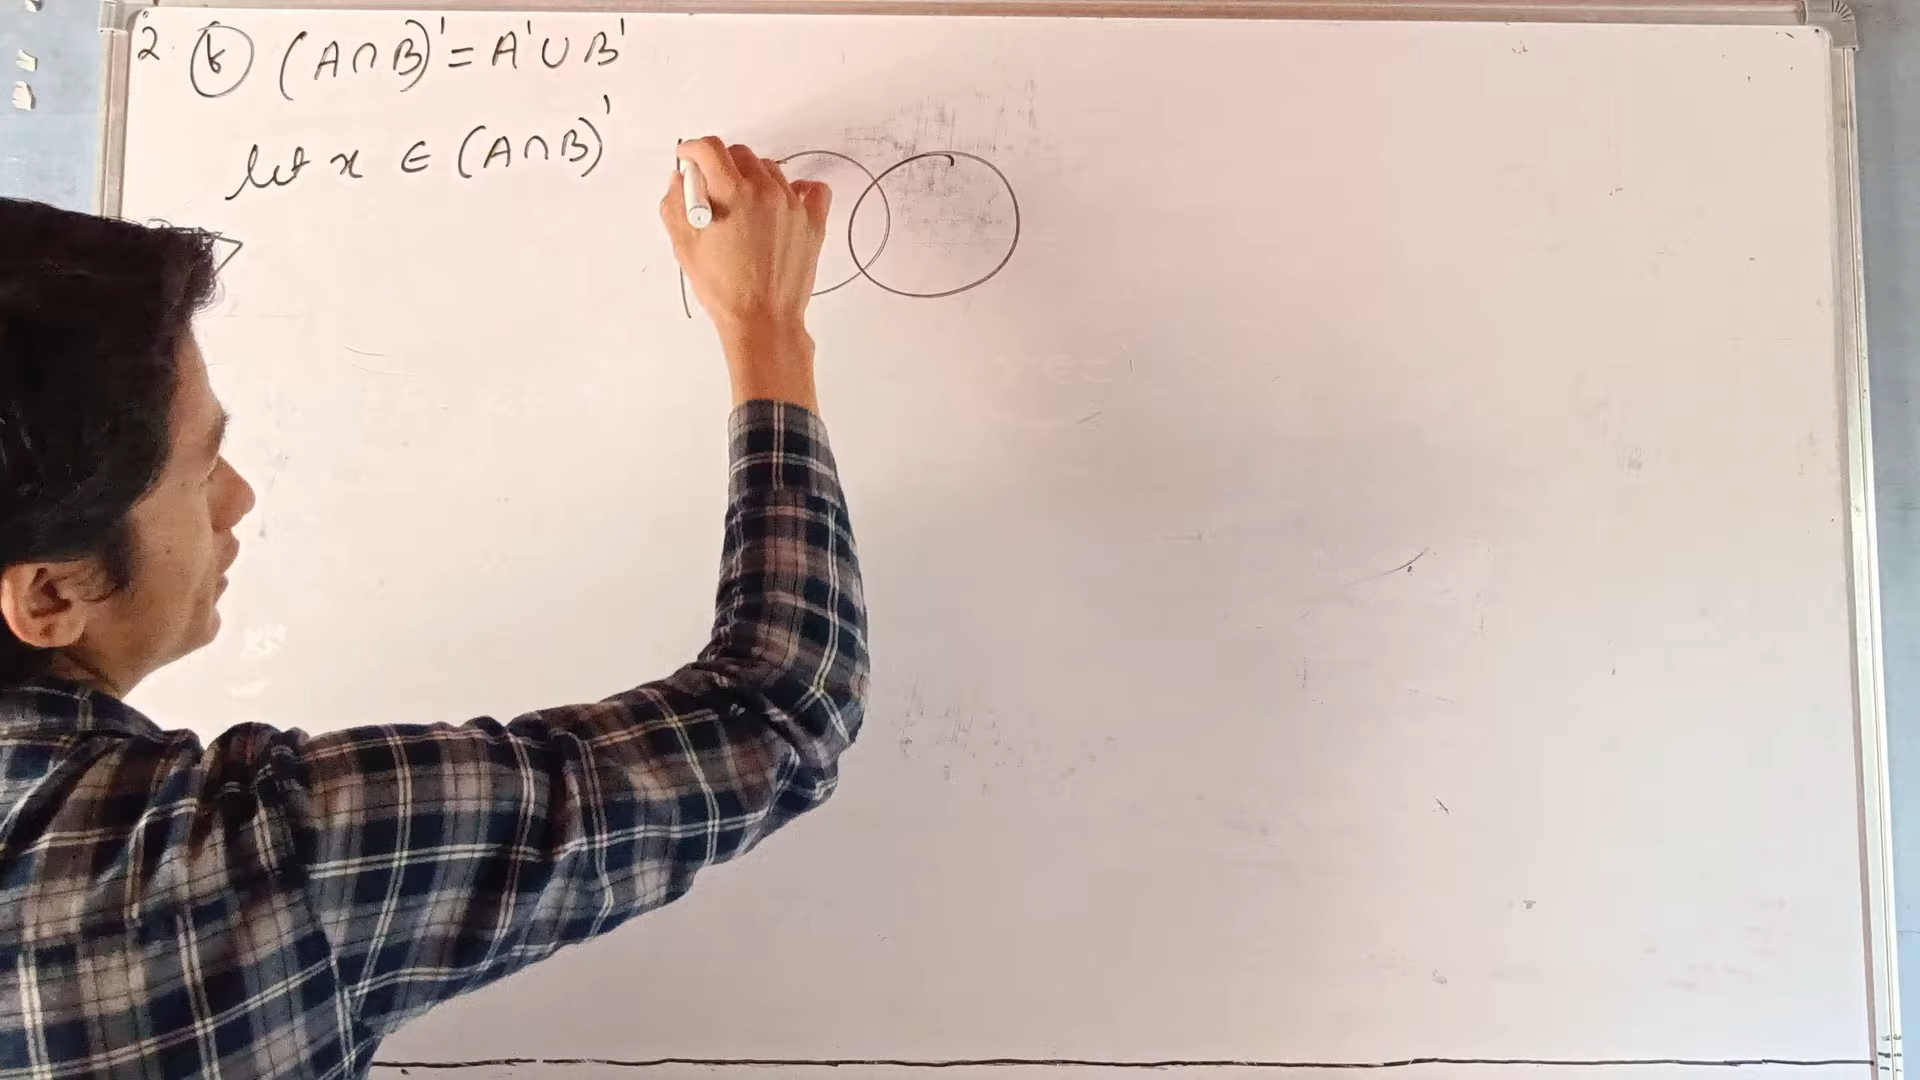 2. (b) (A∩B)' = A'∪B'
let x ∈ (A∩B)'